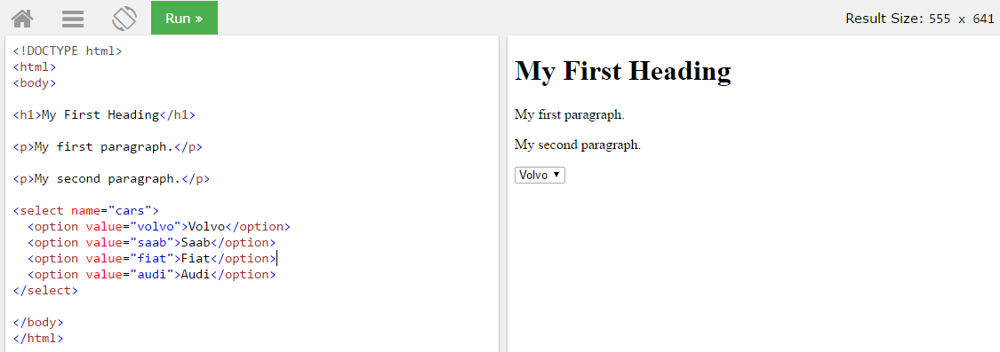 Run »
Result Size: 555 x 641
<!DOCTYPE html>
<html>
<body>
<h1>My First Heading</h1>
<p>My first paragraph.</p>
<p>My second paragraph.</p>
<select name="cars">
  <option value="volvo">Volvo</option>
  <option value="saab">Saab</option>
  <option value="fiat">Fiat</option>
  <option value="audi">Audi</option>
</select>
</body>
</html>
My First Heading
My first paragraph.
My second paragraph.
Volvo